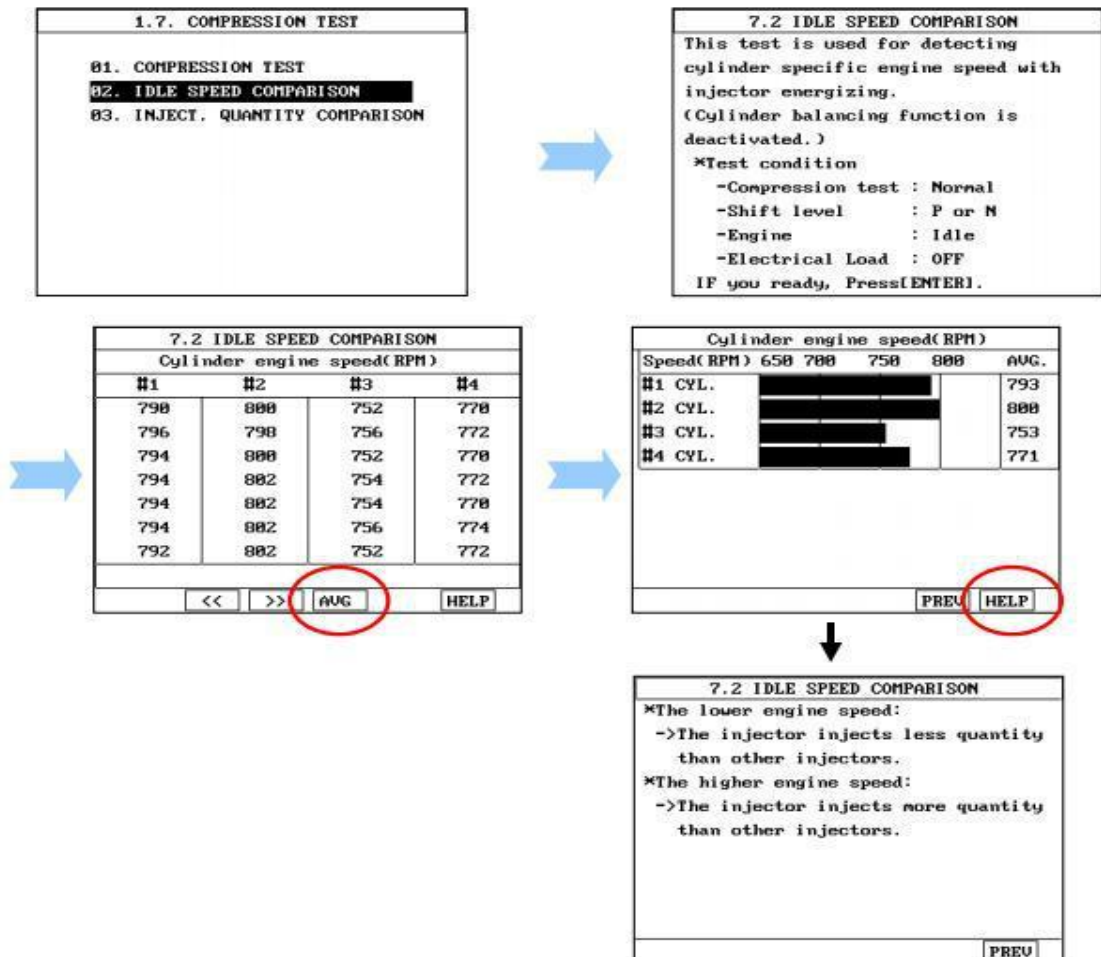 1.7. COMPRESSION TEST
01. COMPRESSION TEST
02. IDLE SPEED COMPARISON
03. INJECT. QUANTITY COMPARISON
7.2 IDLE SPEED COMPARISON
This test is used for detecting
cylinder specific engine speed with
injector energizing.
(Cylinder balancing function is
deactivated.)
*Test condition
-Compression test : Normal
-Shift level : P or N
-Engine : Idle
-Electrical Load : OFF
IF you ready, Press[ENTER].
7.2 IDLE SPEED COMPARISON
Cylinder engine speed(RPM)
#1 #2 #3 #4
790 800 752 770
796 798 756 772
794 800 752 770
794 802 754 772
794 802 754 770
794 802 756 774
792 802 752 772
<< >> AVG HELP
Cylinder engine speed(RPM)
Speed(RPM) 650 700 750 800 AVG.
#1 CYL. 793
#2 CYL. 800
#3 CYL. 753
#4 CYL. 771
PREV HELP
7.2 IDLE SPEED COMPARISON
*The lower engine speed:
->The injector injects less quantity
than other injectors.
*The higher engine speed:
->The injector injects more quantity
than other injectors.
PREV